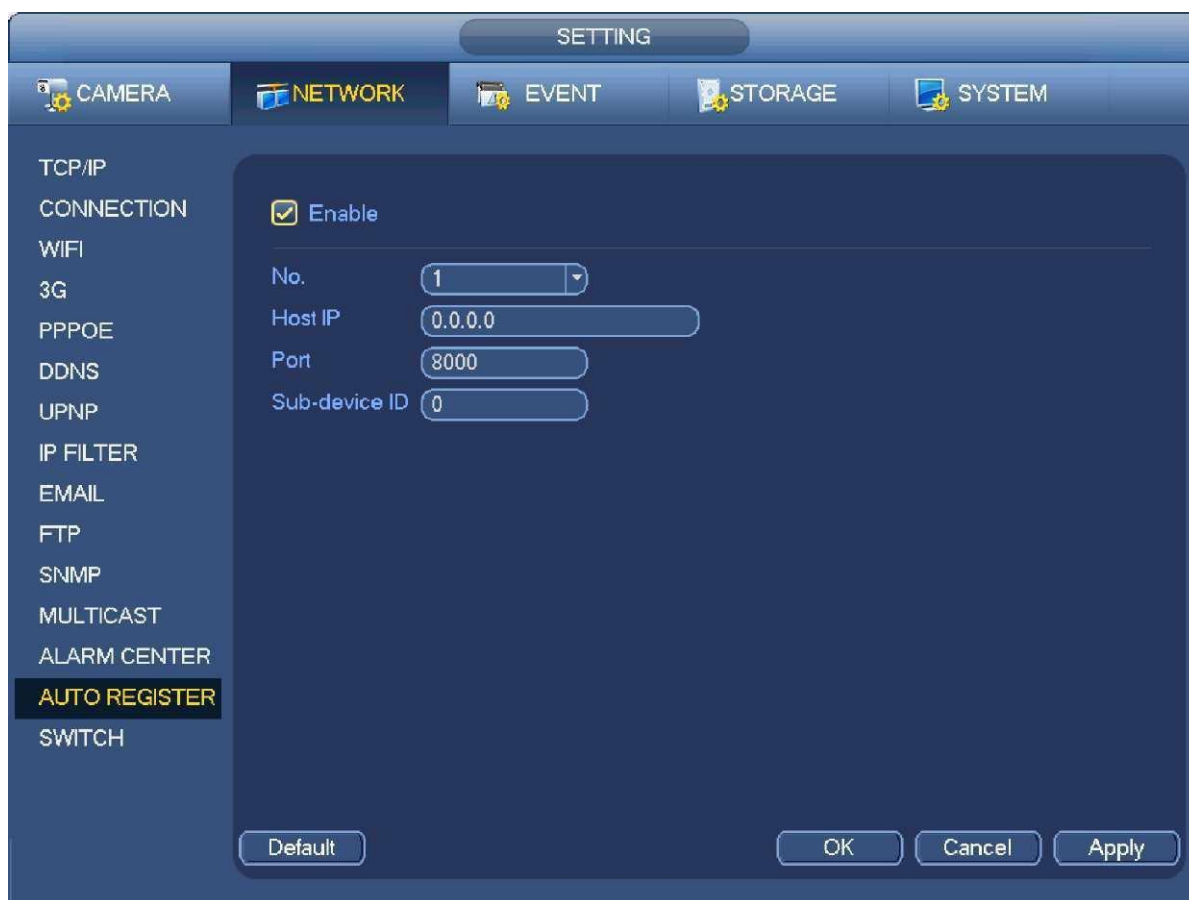 SETTING
CAMERA NETWORK EVENT STORAGE SYSTEM
TCP/IP
CONNECTION
WIFI
3G
PPPOE
DDNS
UPNP
IP FILTER
EMAIL
FTP
SNMP
MULTICAST
ALARM CENTER
AUTO REGISTER
SWITCH
Enable
No. 1
Host IP 0.0.0.0
Port 8000
Sub-device ID 0
Default OK Cancel Apply